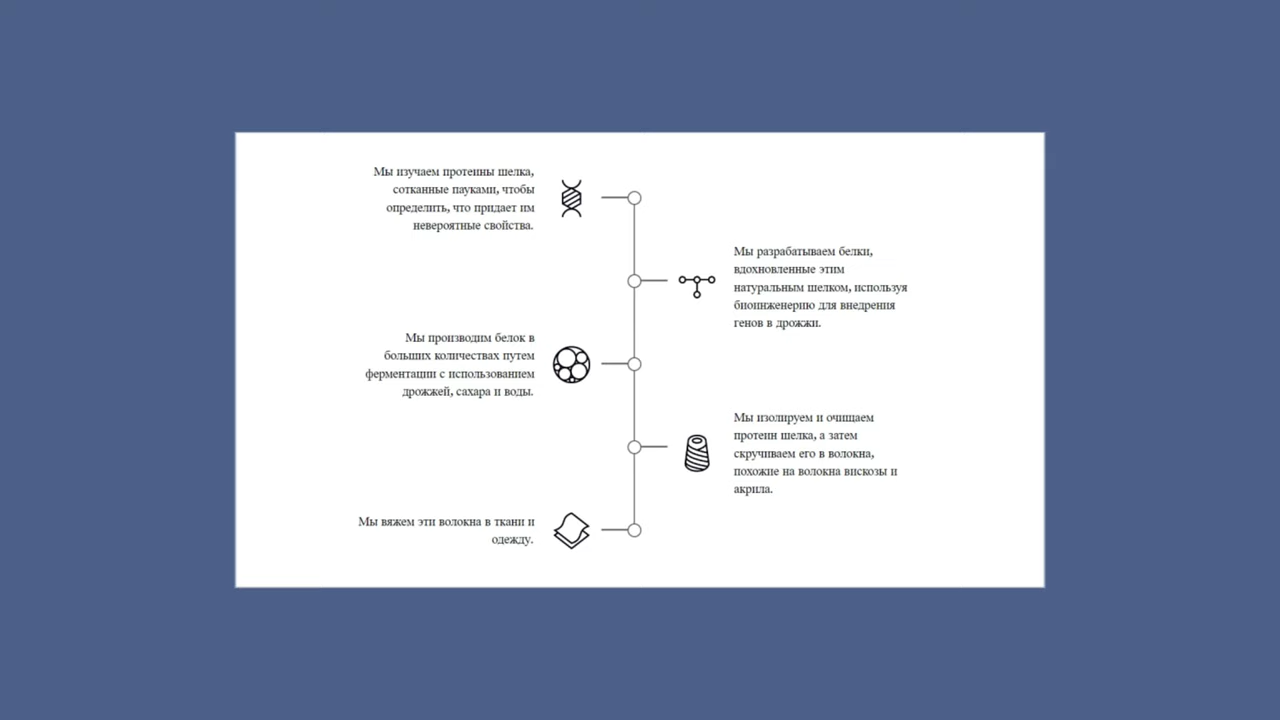 Мы изучаем протеины шелка,
сотканные пауками, чтобы
определить, что придает им
невероятные свойства.
Мы разрабатываем белки,
вдохновленные этим
натуральным шелком, используя
биоинженерию для внедрения
генов в дрожжи.
Мы производим белок в
больших количествах путем
ферментации с использованием
дрожжей, сахара и воды.
Мы изолируем и очищаем
протеин шелка, а затем
скручиваем его в волокна,
похожие на волокна вискозы и
акрила.
Мы вяжем эти волокна в ткани и
одежду.